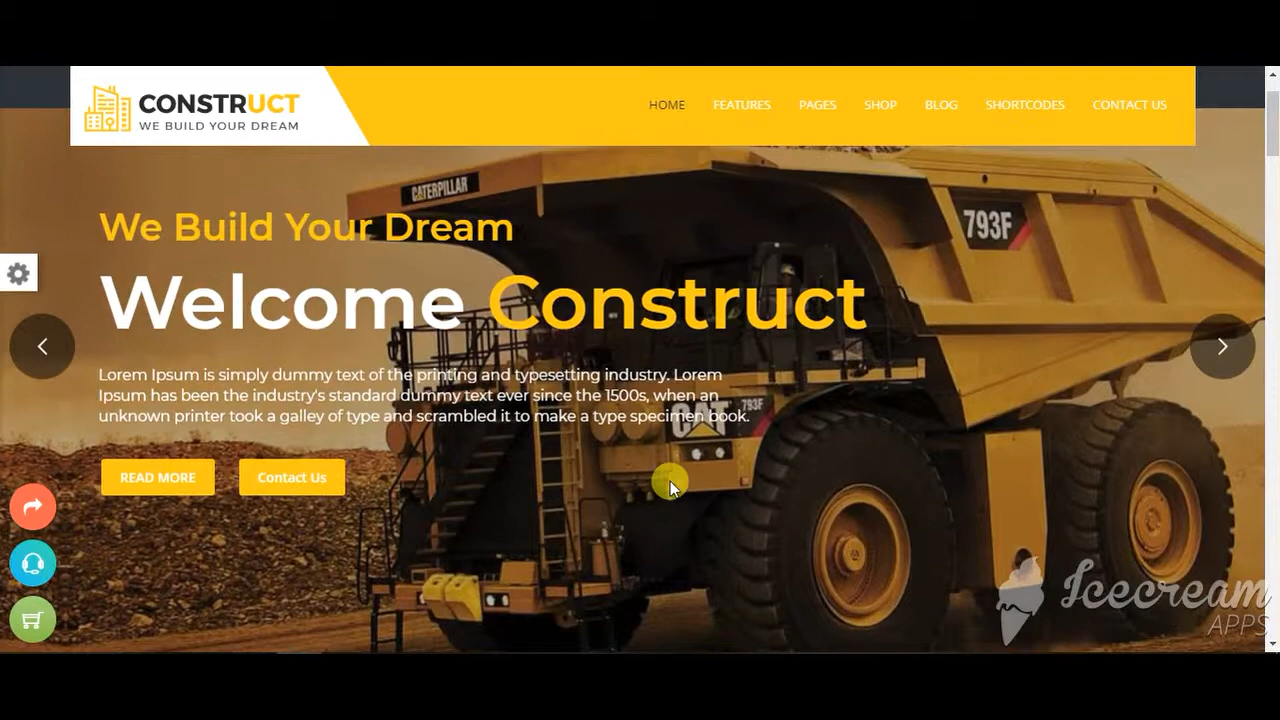 CONSTRUCT
WE BUILD YOUR DREAM
HOME FEATURES PAGES SHOP BLOG SHORTCODES CONTACT US
CATERPILLAR
793F
We Build Your Dream
Welcome Construct
Lorem Ipsum is simply dummy text of the printing and typesetting industry. Lorem
Ipsum has been the industry's standard dummy text ever since the 1500s, when an
unknown printer took a galley of type and scrambled it to make a type specimen book.
CAT 793F
READ MORE Contact Us
Icecream
APPS